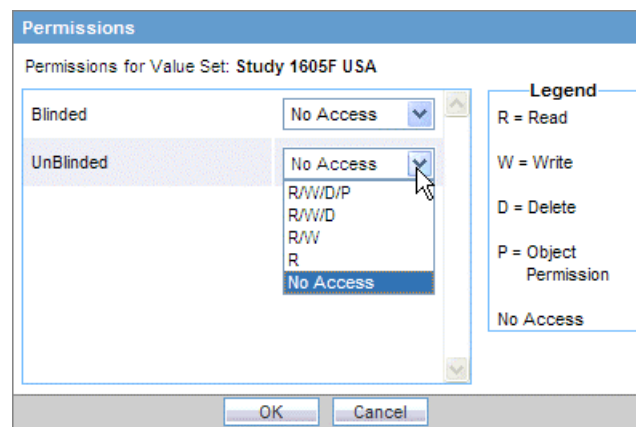 Permissions
Permissions for Value Set: Study 1605F USA
Blinded
No Access
UnBlinded
No Access
R/W/D/P
R/W/D
R/W
R
No Access
Legend
R = Read
W = Write
D = Delete
P = Object
Permission
No Access
OK
Cancel